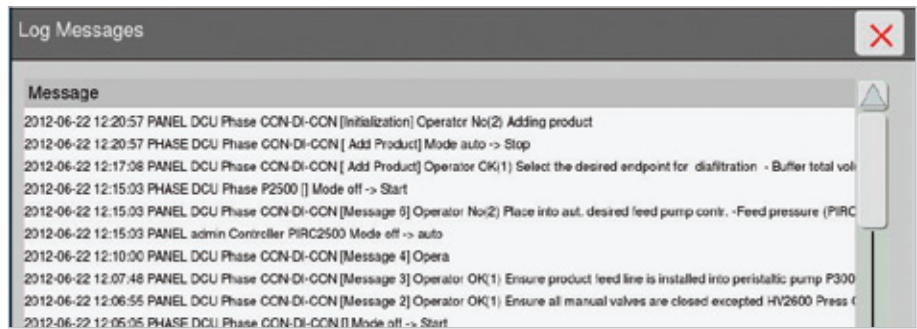 Log Messages
Message
2012-06-22 12:20:57 PANEL DCU Phase CON-DI-CON [Initialization] Operator No(2) Adding product
2012-06-22 12:20:57 PHASE DCU Phase CON-DI-CON [ Add Product] Mode auto -> Stop
2012-06-22 12:17:08 PANEL DCU Phase CON-DI-CON [ Add Product] Operator OK(1) Select the desired endpoint for diafiltration - Buffer total vol
2012-06-22 12:15:03 PHASE DCU Phase P2500 [] Mode off -> Start
2012-06-22 12:15:03 PANEL DCU Phase CON-DI-CON [Message 6] Operator No(2) Place into aut. desired feed pump contr. -Feed pressure (PIRC
2012-06-22 12:15:03 PANEL admin Controller PIRC2500 Mode off -> auto
2012-06-22 12:10:00 PANEL DCU Phase CON-DI-CON [Message 4] Opera
2012-06-22 12:07:48 PANEL DCU Phase CON-DI-CON [Message 3] Operator OK(1) Ensure product feed line is installed into peristaltic pump P300
2012-06-22 12:06:55 PANEL DCU Phase CON-DI-CON [Message 2] Operator OK(1) Ensure all manual valves are closed excepted HV2600 Press
2012-06-22 12:05:05 PHASE DCU Phase CON-DI-CON [] Mode off -> Start